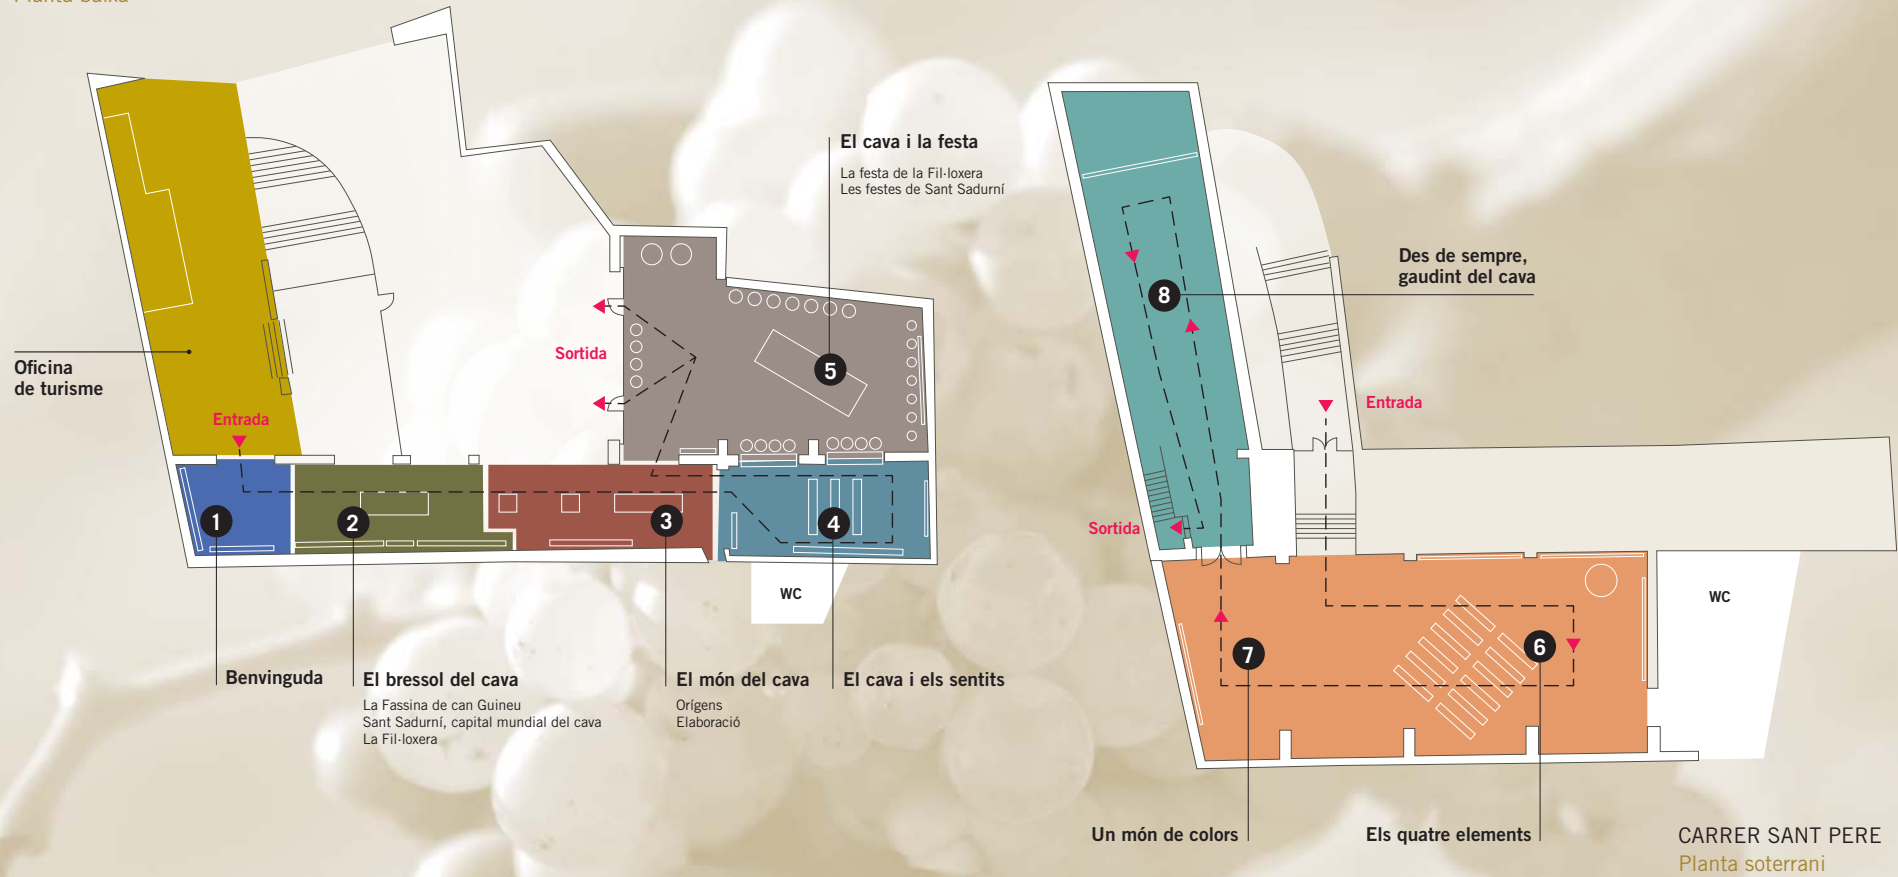 Planta baixa
Oficina
de turisme
Entrada
Sortida
El cava i la festa
La festa de la Fil·loxera
Les festes de Sant Sadurní
1
2
3
4
5
WC
Benvinguda
El bressol del cava
La Fassina de can Guineu
Sant Sadurní, capital mundial del cava
La Fil·loxera
El món del cava
Orígens
Elaboració
El cava i els sentits
Des de sempre,
gaudint del cava
8
Entrada
Sortida
7
6
WC
Un món de colors
Els quatre elements
CARRER SANT PERE
Planta soterrani